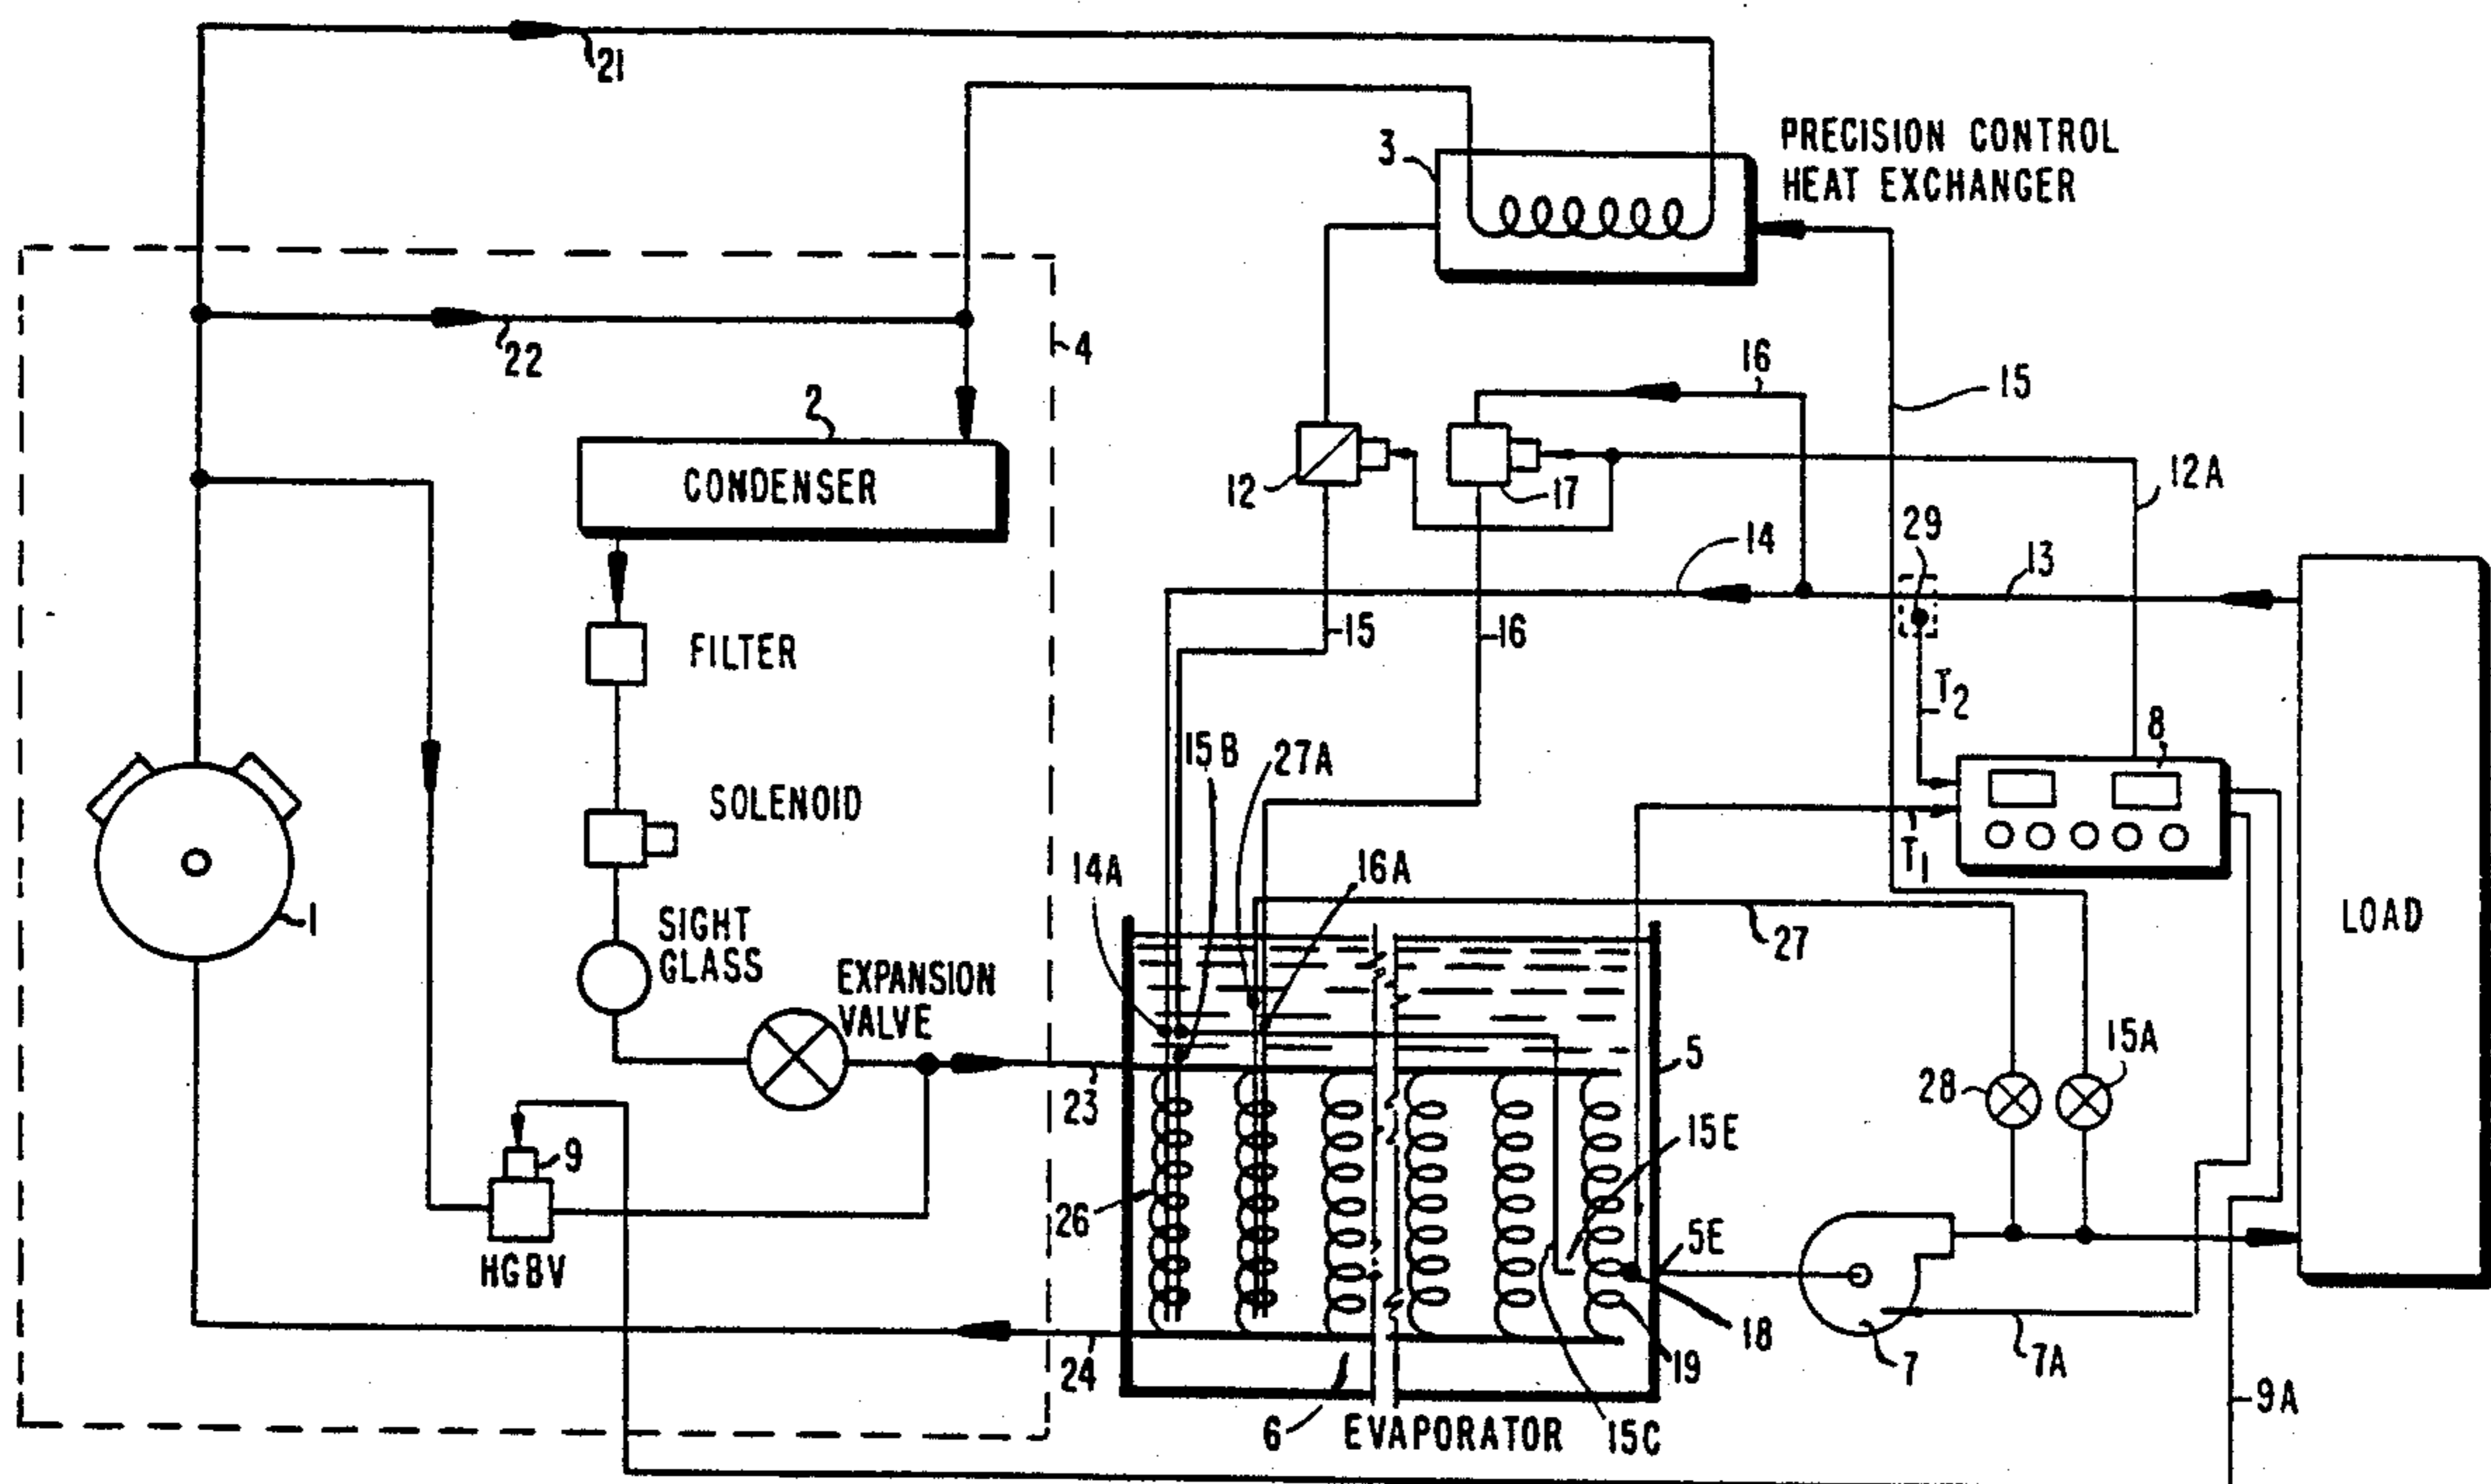 21
PRECISION CONTROL
HEAT EXCHANGER
3
22
4
16
15
2
CONDENSER
12
17
12A
29
14
13
FILTER
15
16
T2
8
15B
27A
SOLENOID
14A
16A
T1
1
SIGHT
GLASS
27
LOAD
EXPANSION
VALVE
5
28
15A
23
15E
9
26
5E
HGBV
18
24
19
7
7A
6
EVAPORATOR
15C
9A